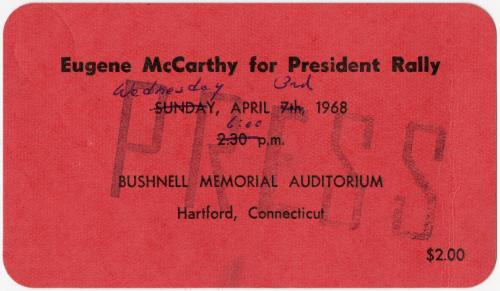 Eugene McCarthy for President Rally
Wednesday 3rd
SUNDAY, APRIL 7th, 1968
6:00
2:30 p.m.
PRESS
BUSHNELL MEMORIAL AUDITORIUM
Hartford, Connecticut
$2.00